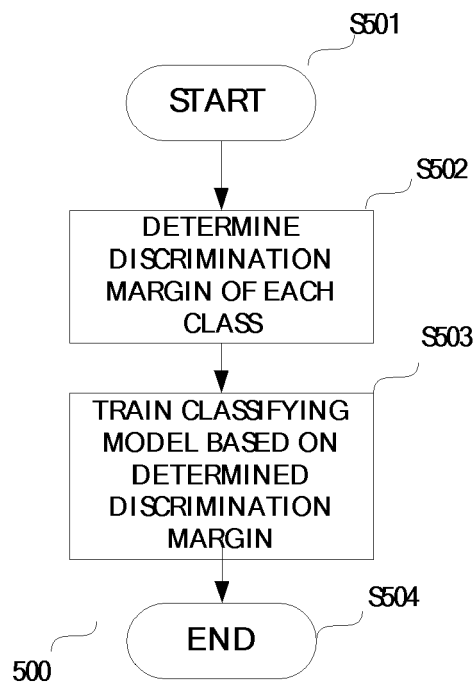 S501
START
S502
DETERMINE
DISCRIMINATION
MARGIN OF EACH
CLASS
S503
TRAIN CLASSIFYING
MODEL BASED ON
DETERMINED
DISCRIMINATION
MARGIN
S504
END
500